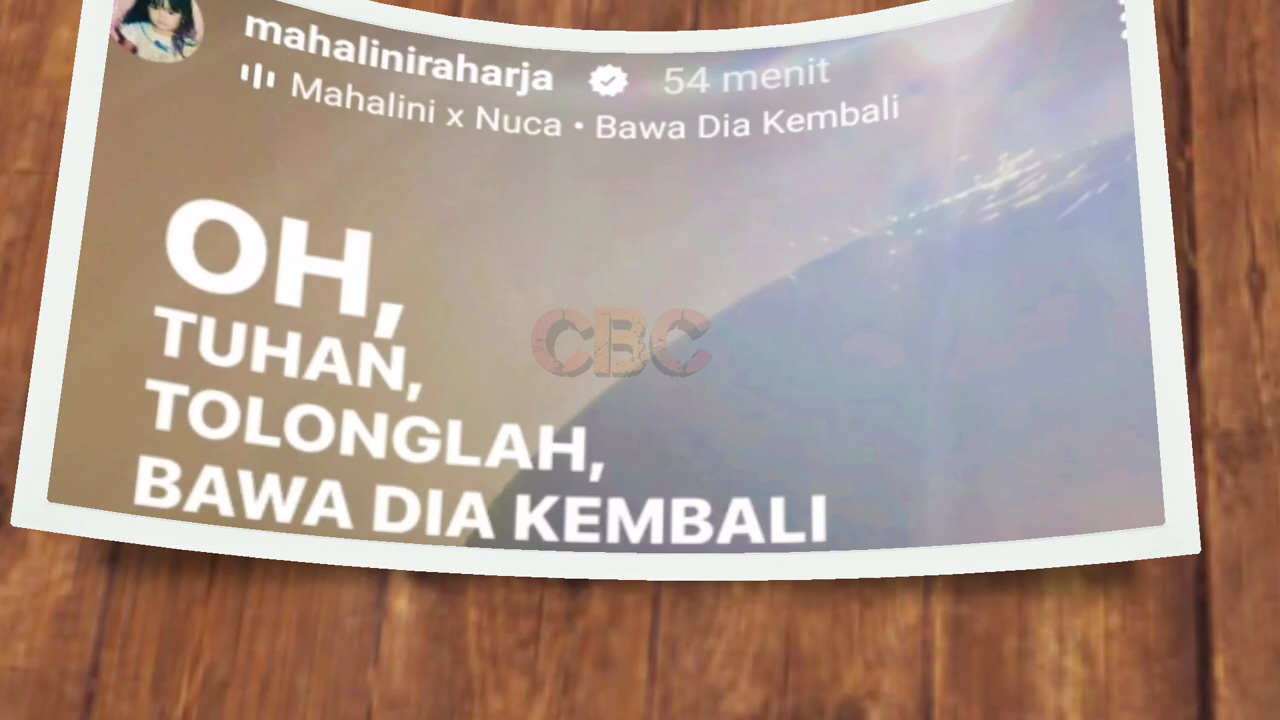 mahaliniraharja 54 menit
Mahalini x Nuca • Bawa Dia Kembali
OH,
TUHAN,
TOLONGLAH,
BAWA DIA KEMBALI
CBC